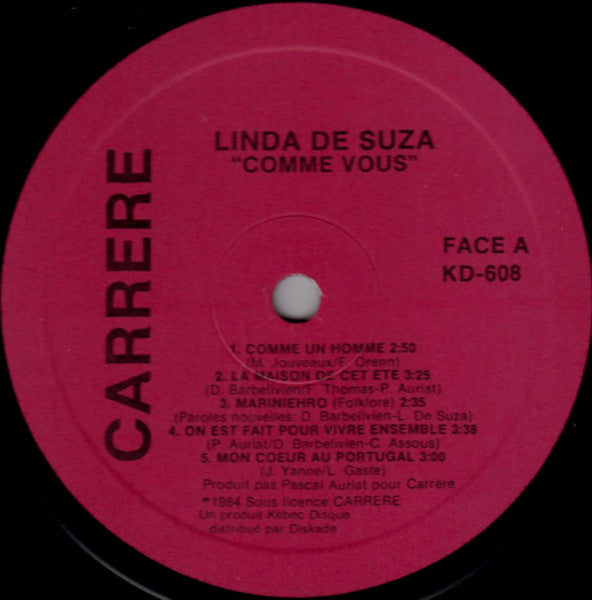 CARRERE
LINDA DE SUZA
"COMME VOUS"
FACE A
KD-608
1. COMME UN HOMME 2:50
(M. Jouveaux/F. Orenn)
2. LA MAISON DE CET ETE 3:25
(D. Barbelivien/F. Thomas-P. Auriat)
3. MARINIEHRO (Folklore) 2:35
(Paroles nouvelles: D. Barbelivien-L. De Suza)
4. ON EST FAIT POUR VIVRE ENSEMBLE 3:38
(P. Auriat/D. Barbelivien-C. Assous)
5. MON COEUR AU PORTUGAL 3:00
(J. Yanne/L. Gaste)
Produit pas Pascal Auriat pour Carrère
℗1984 Sous licence CARRERE
Un produit Kébec Disque
distribué par Diskade